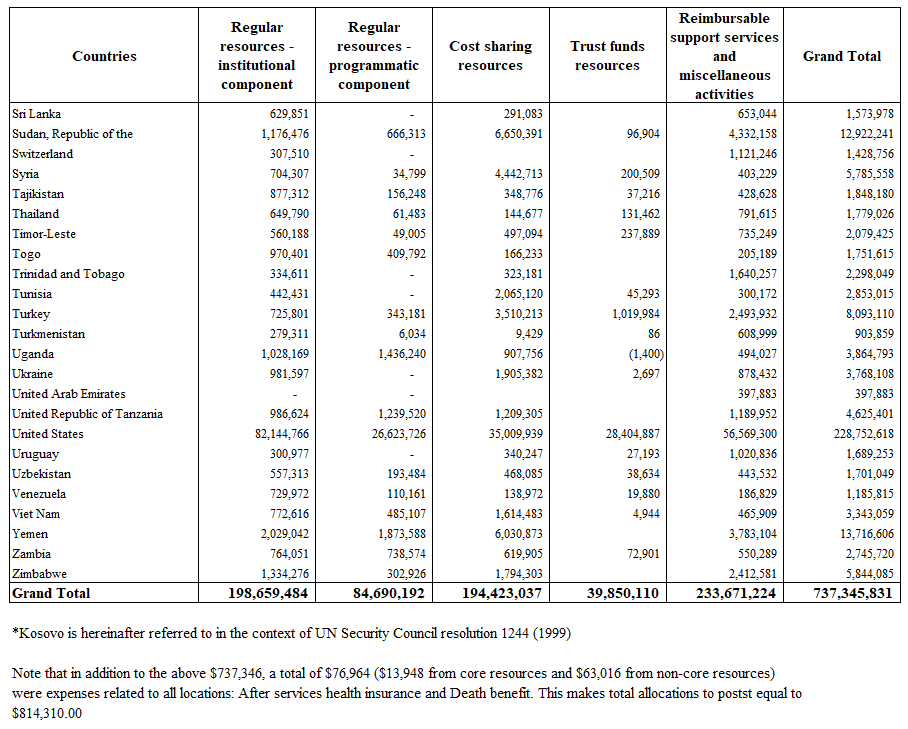 Countries Regular resources - institutional component Regular resources - programmatic component Cost sharing resources Trust funds resources Reimbursable support services and miscellaneous activities Grand Total
Sri Lanka 629,851 - 291,083 653,044 1,573,978
Sudan, Republic of the 1,176,476 666,313 6,650,391 96,904 4,332,158 12,922,241
Switzerland 307,510 - 1,121,246 1,428,756
Syria 704,307 34,799 4,442,713 200,509 403,229 5,785,558
Tajikistan 877,312 156,248 348,776 37,216 428,628 1,848,180
Thailand 649,790 61,483 144,677 131,462 791,615 1,779,026
Timor-Leste 560,188 49,005 497,094 237,889 735,249 2,079,425
Togo 970,401 409,792 166,233 205,189 1,751,615
Trinidad and Tobago 334,611 - 323,181 1,640,257 2,298,049
Tunisia 442,431 - 2,065,120 45,293 300,172 2,853,015
Turkey 725,801 343,181 3,510,213 1,019,984 2,493,932 8,093,110
Turkmenistan 279,311 6,034 9,429 86 608,999 903,859
Uganda 1,028,169 1,436,240 907,756 (1,400) 494,027 3,864,793
Ukraine 981,597 - 1,905,382 2,697 878,432 3,768,108
United Arab Emirates - - 397,883 397,883
United Republic of Tanzania 986,624 1,239,520 1,209,305 1,189,952 4,625,401
United States 82,144,766 26,623,726 35,009,939 28,404,887 56,569,300 228,752,618
Uruguay 300,977 - 340,247 27,193 1,020,836 1,689,253
Uzbekistan 557,313 193,484 468,085 38,634 443,532 1,701,049
Venezuela 729,972 110,161 138,972 19,880 186,829 1,185,815
Viet Nam 772,616 485,107 1,614,483 4,944 465,909 3,343,059
Yemen 2,029,042 1,873,588 6,030,873 3,783,104 13,716,606
Zambia 764,051 738,574 619,905 72,901 550,289 2,745,720
Zimbabwe 1,334,276 302,926 1,794,303 2,412,581 5,844,085
Grand Total 198,659,484 84,690,192 194,423,037 39,850,110 233,671,224 737,345,831
*Kosovo is hereinafter referred to in the context of UN Security Council resolution 1244 (1999)
Note that in addition to the above $737,346, a total of $76,964 ($13,948 from core resources and $63,016 from non-core resources)
were expenses related to all locations: After services health insurance and Death benefit. This makes total allocations to postst equal to
$814,310.00